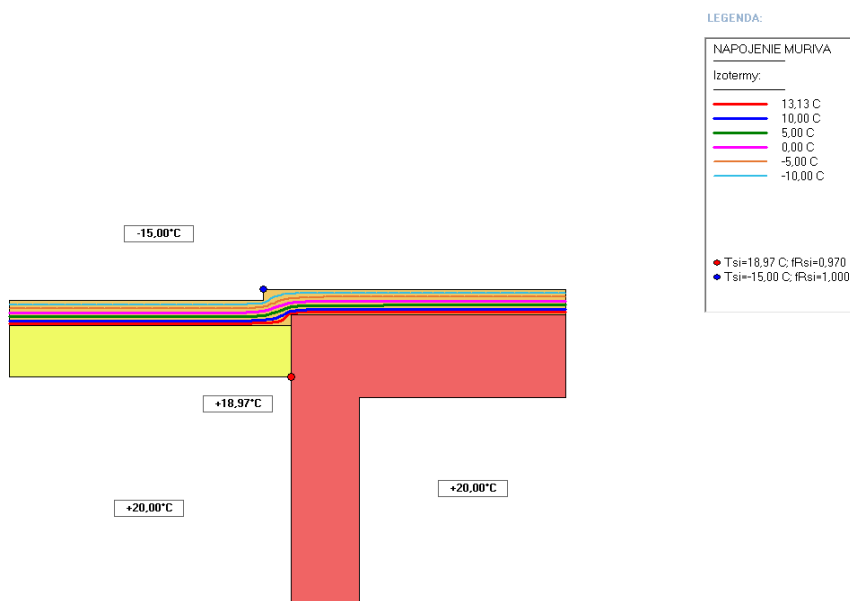 LEGENDA:
NAPOJENIE MURIVA
Izotermy:
13,13 C
10,00 C
5,00 C
0,00 C
-5,00 C
-10,00 C
Tsi=18,97 C; fRsi=0,970
Tsi=-15,00 C; fRsi=1,000
-15,00°C
+18,97°C
+20,00°C
+20,00°C